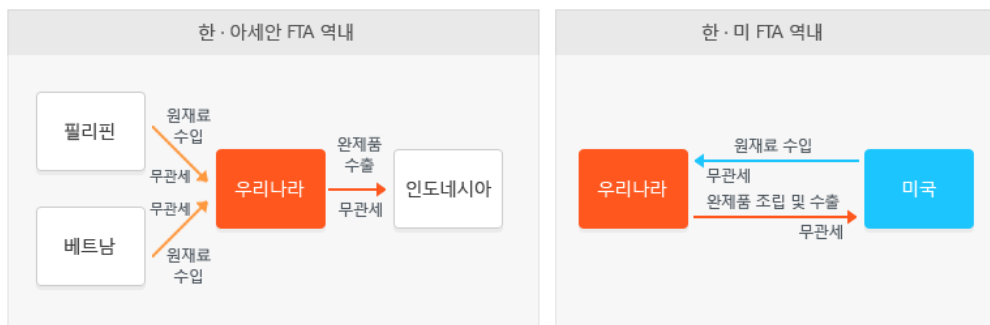 한 · 아세안 FTA 역내
필리핀
원재료
수입
무관세
베트남
무관세
원재료
수입
우리나라
완제품
수출
무관세
인도네시아
한 · 미 FTA 역내
우리나라
원재료 수입
무관세
완제품 조립 및 수출
무관세
미국